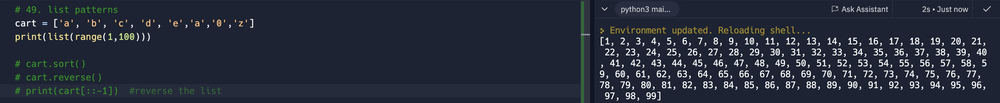 # 49. list patterns
cart = ['a', 'b', 'c', 'd', 'e','a','0','z']
print(list(range(1,100)))
# cart.sort()
# cart.reverse()
# print(cart[::-1])  #reverse the list
python3 mai...
Ask Assistant
2s • Just now
Environment updated. Reloading shell...
[1, 2, 3, 4, 5, 6, 7, 8, 9, 10, 11, 12, 13, 14, 15, 16, 17, 18, 19, 20, 21,
 22, 23, 24, 25, 26, 27, 28, 29, 30, 31, 32, 33, 34, 35, 36, 37, 38, 39, 40
, 41, 42, 43, 44, 45, 46, 47, 48, 49, 50, 51, 52, 53, 54, 55, 56, 57, 58, 5
9, 60, 61, 62, 63, 64, 65, 66, 67, 68, 69, 70, 71, 72, 73, 74, 75, 76, 77,
78, 79, 80, 81, 82, 83, 84, 85, 86, 87, 88, 89, 90, 91, 92, 93, 94, 95, 96,
 97, 98, 99]